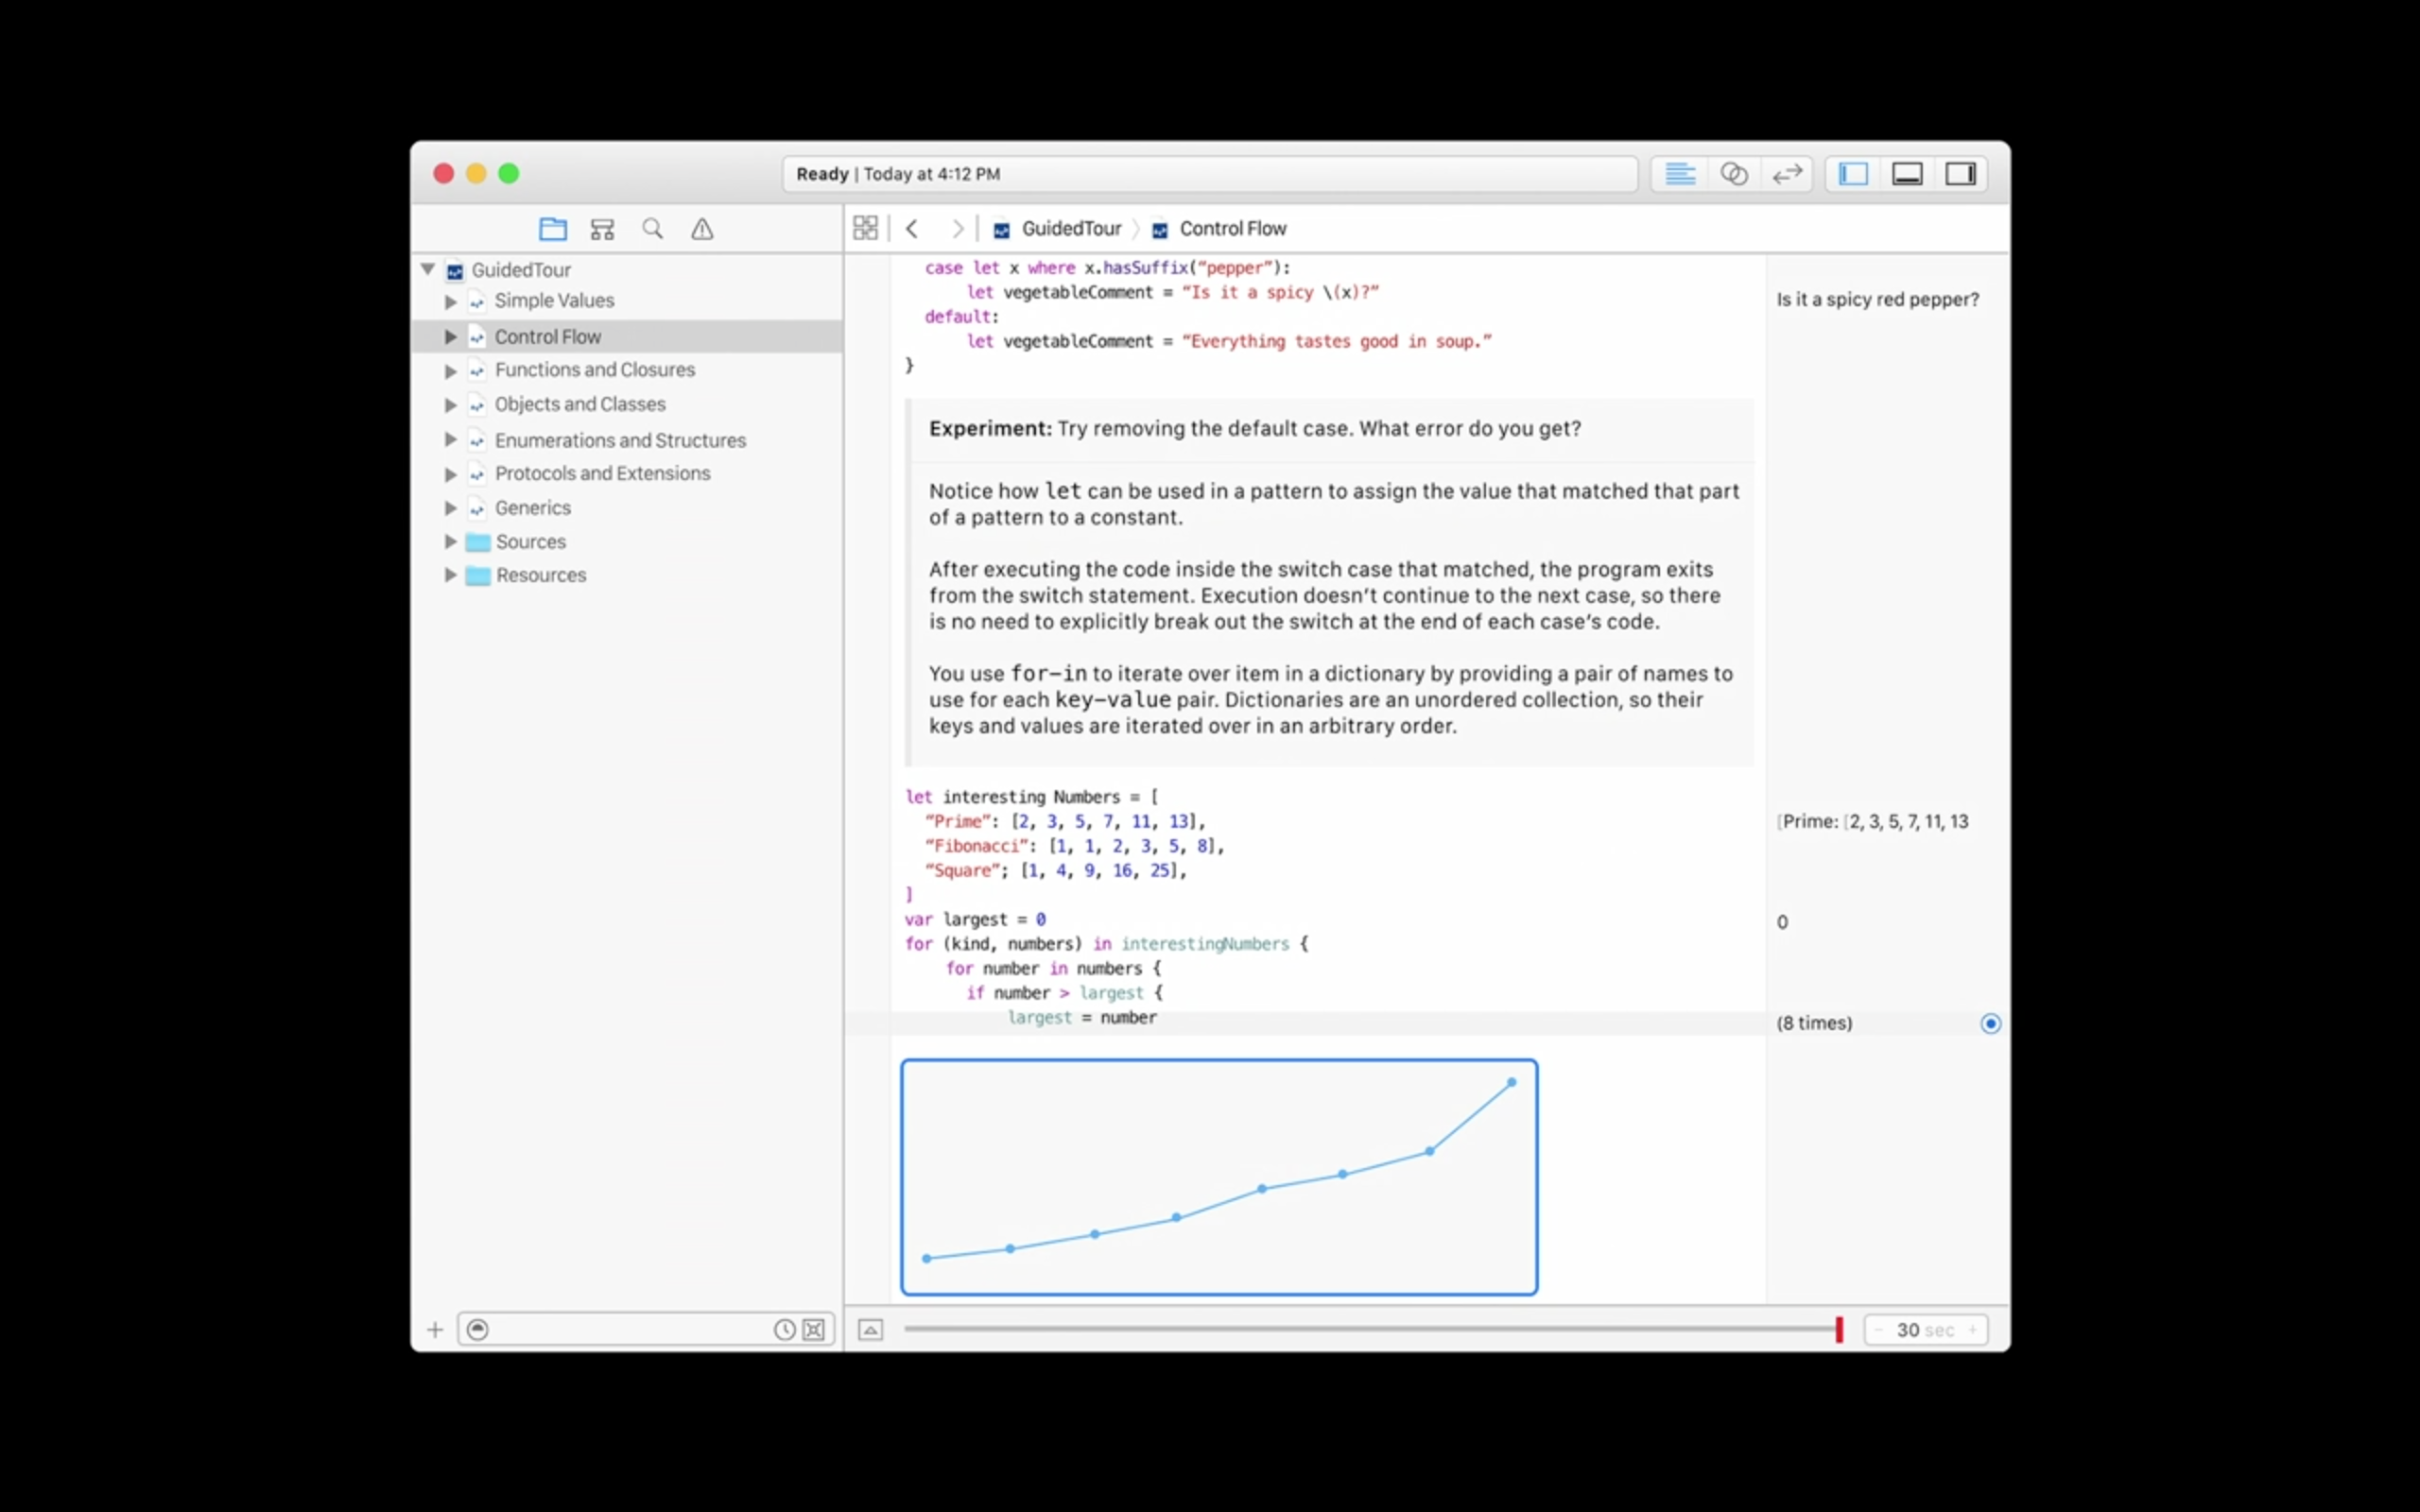 Ready | Today at 4:12 PM
GuidedTour
Control Flow
GuidedTour
Simple Values
Control Flow
Functions and Closures
Objects and Classes
Enumerations and Structures
Protocols and Extensions
Generics
Sources
Resources
case let x where x.hasSuffix(“pepper”):
let vegetableComment = “Is it a spicy \(x)?”
default:
let vegetableComment = “Everything tastes good in soup.”
}
Experiment: Try removing the default case. What error do you get?
Notice how let can be used in a pattern to assign the value that matched that part
of a pattern to a constant.
After executing the code inside the switch case that matched, the program exits
from the switch statement. Execution doesn’t continue to the next case, so there
is no need to explicitly break out the switch at the end of each case’s code.
You use for–in to iterate over item in a dictionary by providing a pair of names to
use for each key–value pair. Dictionaries are an unordered collection, so their
keys and values are iterated over in an arbitrary order.
let interesting Numbers = [
“Prime”: [2, 3, 5, 7, 11, 13],
“Fibonacci”: [1, 1, 2, 3, 5, 8],
“Square”; [1, 4, 9, 16, 25],
]
var largest = 0
for (kind, numbers) in interestingNumbers {
for number in numbers {
if number > largest {
largest = number
Is it a spicy red pepper?
[Prime: [2, 3, 5, 7, 11, 13
0
(8 times)
- 30 sec +